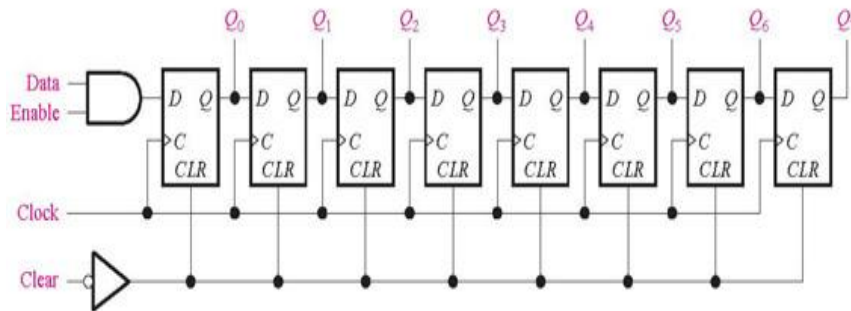 Q0 Q1 Q2 Q3 Q4 Q5 Q6 Q
Data
Enable
D Q D Q D Q D Q D Q D Q D Q D Q
C C C C C C C C
CLR CLR CLR CLR CLR CLR CLR CLR
Clock
Clear